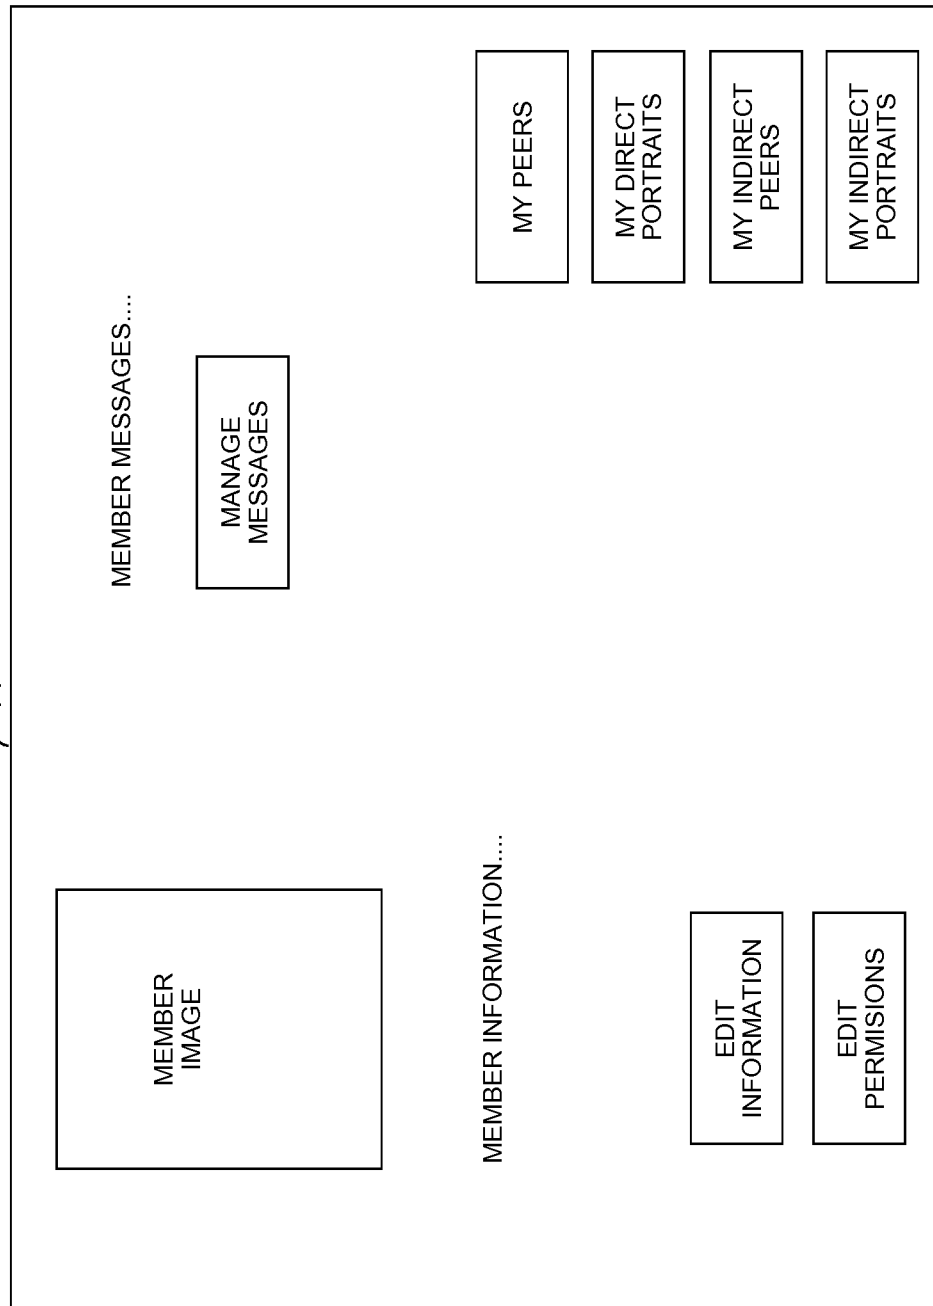 MEMBER
IMAGE
MEMBER INFORMATION....
EDIT
INFORMATION
EDIT
PERMISIONS
MEMBER MESSAGES....
MANAGE
MESSAGES
MY PEERS
MY DIRECT
PORTRAITS
MY INDIRECT
PEERS
MY INDIRECT
PORTRAITS